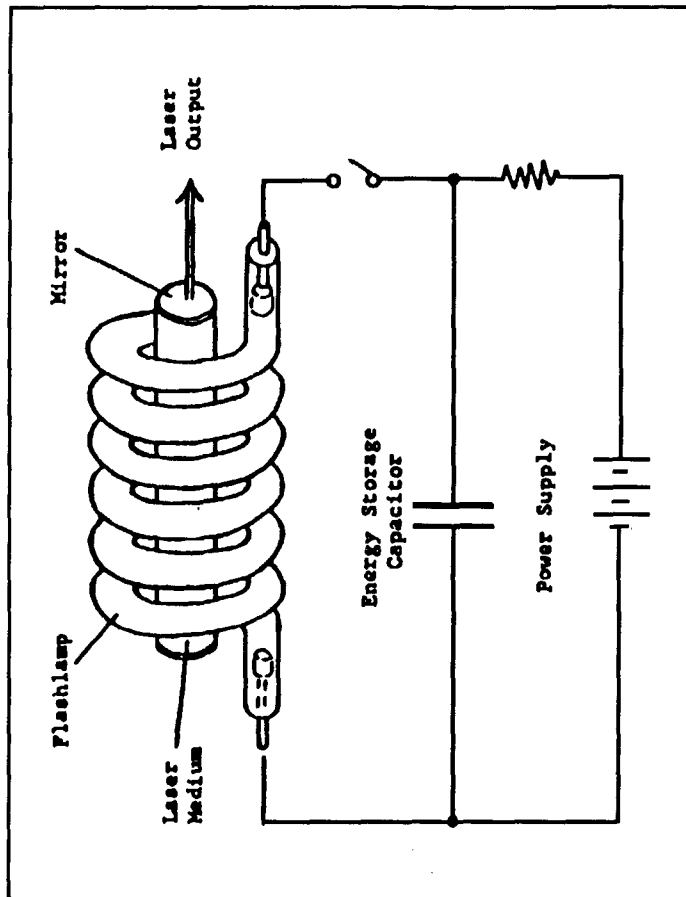 Laser
Output
Mirror
Flashlamp
Laser
Medium
Energy Storage
Capacitor
Power Supply